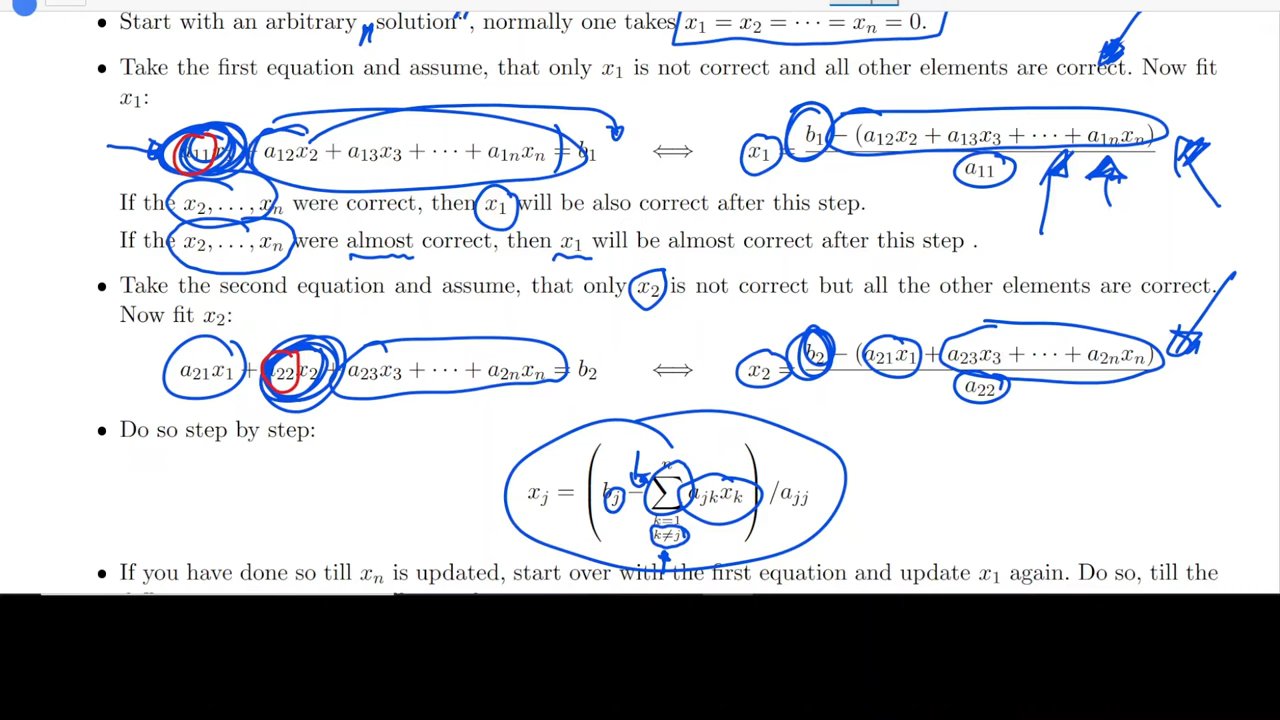 • Start with an arbitrary „solution“, normally one takes x₁ = x₂ = ⋯ = xₙ = 0.
• Take the first equation and assume, that only x₁ is not correct and all other elements are correct. Now fit
x₁:
a₁₁x₁ + a₁₂x₂ + a₁₃x₃ + ⋯ + a₁ₙxₙ = b₁ ⟺ x₁ = (b₁ − (a₁₂x₂ + a₁₃x₃ + ⋯ + a₁ₙxₙ)) / a₁₁
If the x₂, …, xₙ were correct, then x₁ will be also correct after this step.
If the x₂, …, xₙ were almost correct, then x₁ will be almost correct after this step .
• Take the second equation and assume, that only x₂ is not correct but all the other elements are correct.
Now fit x₂:
a₂₁x₁ + a₂₂x₂ + a₂₃x₃ + ⋯ + a₂ₙxₙ = b₂ ⟺ x₂ = (b₂ − (a₂₁x₁ + a₂₃x₃ + ⋯ + a₂ₙxₙ)) / a₂₂
• Do so step by step:
xⱼ = (bⱼ − ∑ₖ₌₁,ₖ≠ⱼⁿ aⱼₖxₖ) /aⱼⱼ
• If you have done so till xₙ is updated, start over with the first equation and update x₁ again. Do so, till the